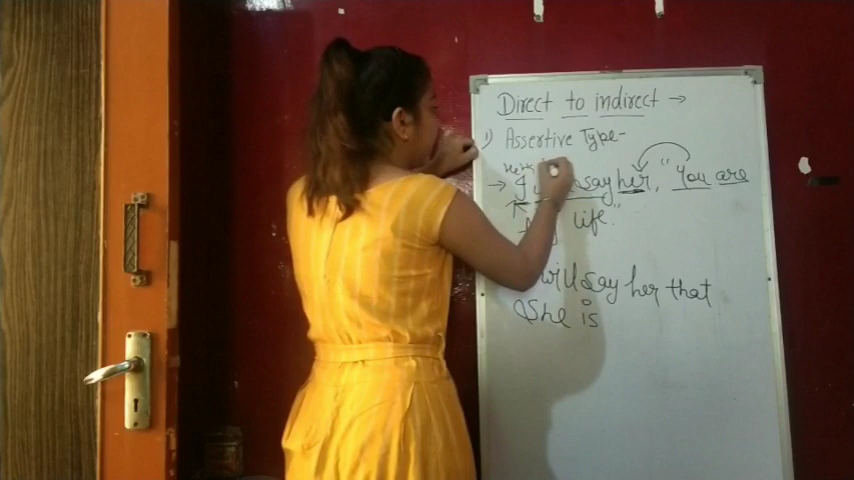 Direct to indirect →
1) Assertive Type-
→ I say her, "You are
life"
will say her that
She is